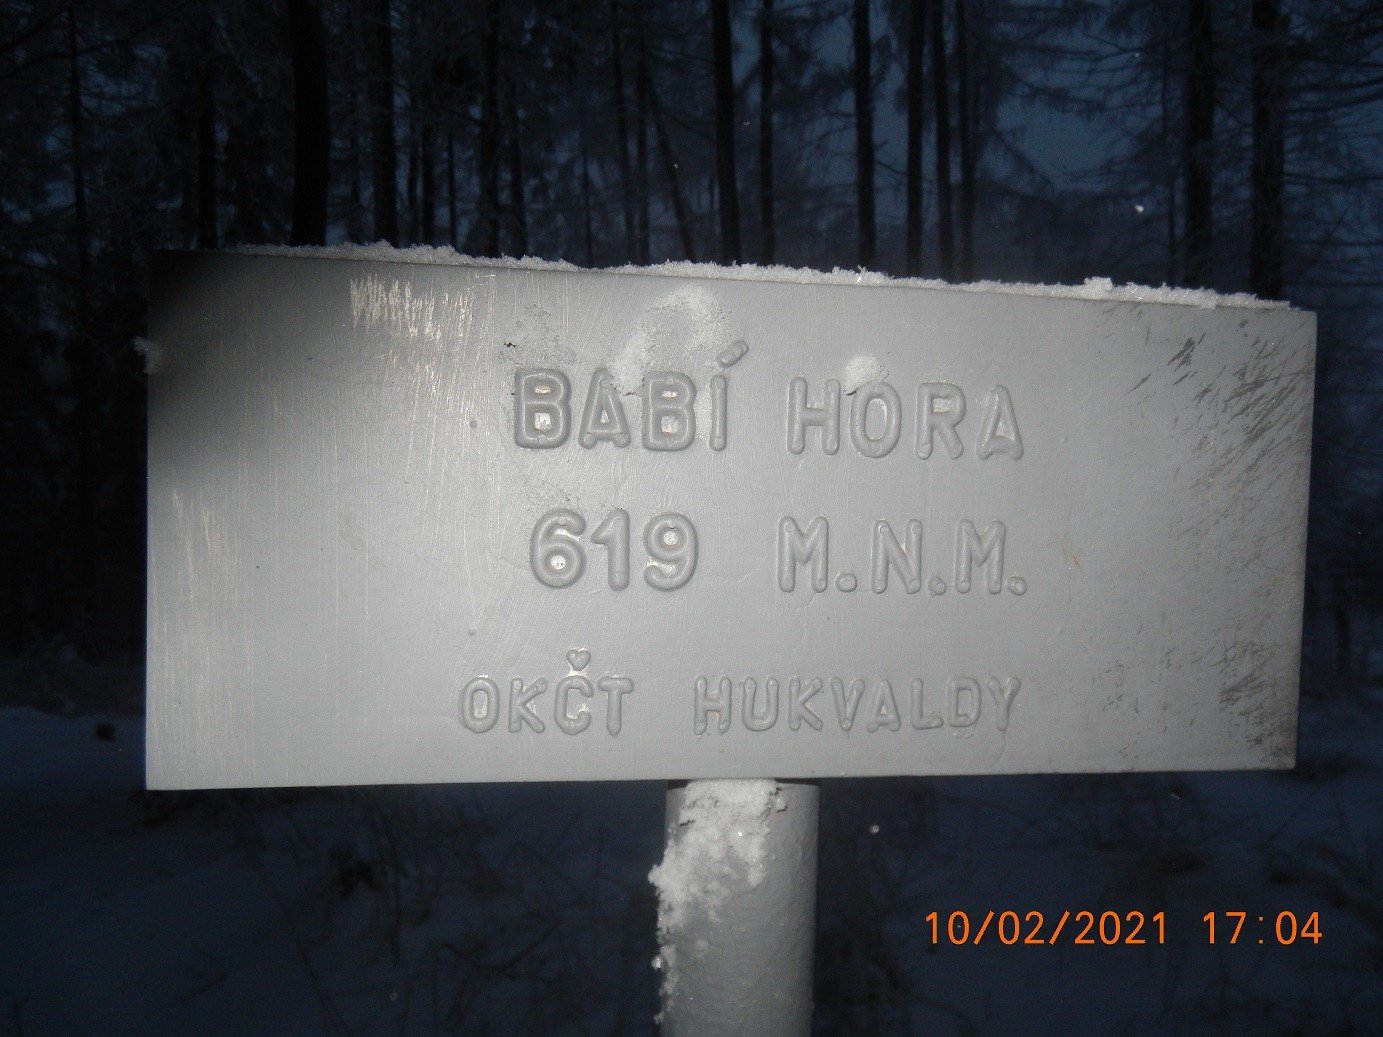 BABÍ HORA
619 M.N.M.
OKČT HUKVALDY
10/02/2021 17:04